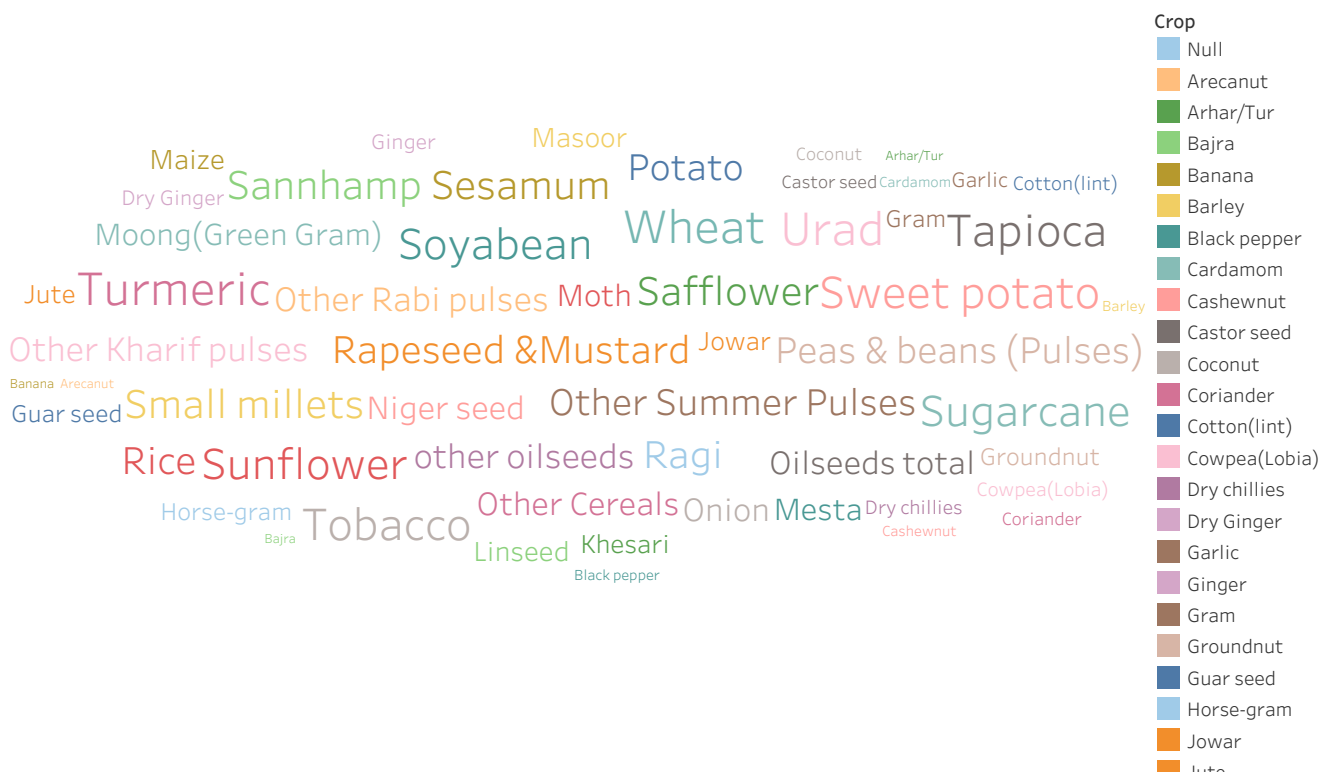 Crop
Null
Arecanut
Arhar/Tur
Bajra
Banana
Barley
Black pepper
Cardamom
Cashewnut
Castor seed
Coconut
Coriander
Cotton(lint)
Cowpea(Lobia)
Dry chillies
Dry Ginger
Garlic
Ginger
Gram
Groundnut
Guar seed
Horse-gram
Jowar
Jute
Ginger Masoor
Maize Potato Coconut Arhar/Tur
Dry Ginger Sannhamp Sesamum Castor seed Cardamom Garlic Cotton(lint)
Moong(Green Gram) Soyabean Wheat Urad Gram Tapioca
Jute Turmeric Other Rabi pulses Moth Safflower Sweet potato Barley
Other Kharif pulses Rapeseed &Mustard Jowar Peas & beans (Pulses)
Banana Arecanut
Guar seed Small millets Niger seed Other Summer Pulses Sugarcane
Rice Sunflower other oilseeds Ragi Oilseeds total Groundnut
Cowpea(Lobia)
Horse-gram Tobacco Other Cereals Onion Mesta Dry chillies Coriander
Bajra Linseed Khesari Cashewnut
Black pepper